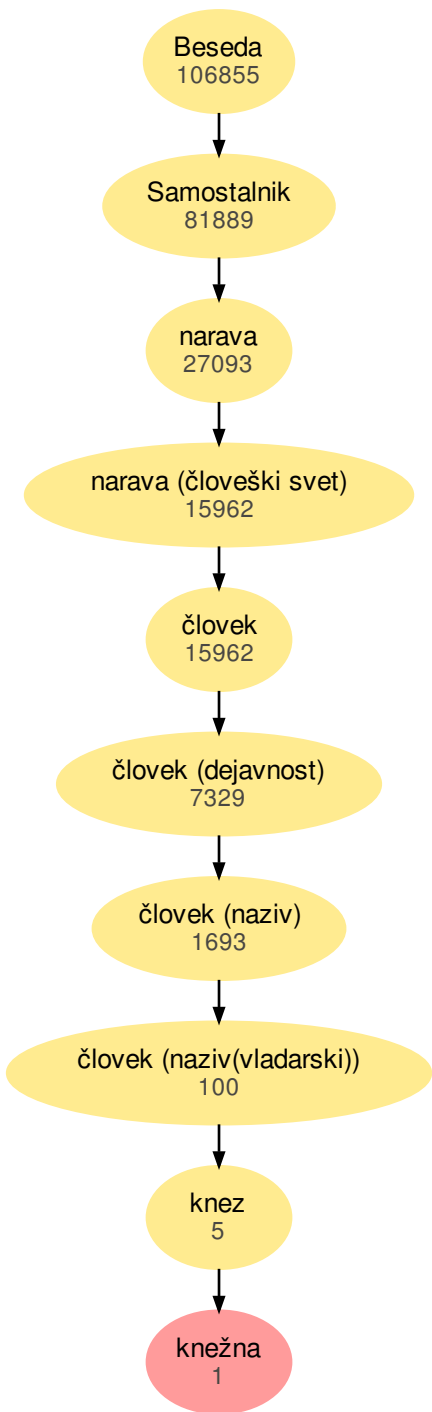 Beseda
106855
Samostalnik
81889
narava
27093
narava (človeški svet)
15962
človek
15962
človek (dejavnost)
7329
človek (naziv)
1693
človek (naziv(vladarski))
100
knez
5
knežna
1